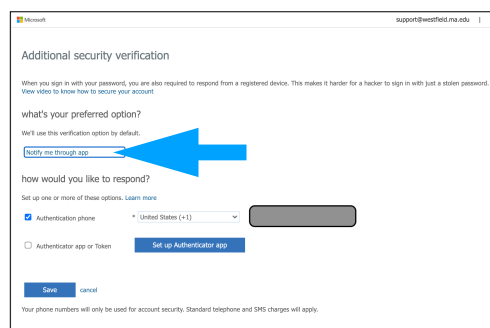 Microsoft
support@westfield.ma.edu |
Additional security verification
When you sign in with your password, you are also required to respond from a registered device. This makes it harder for a hacker to sign in with just a stolen password.
View video to know how to secure your account
what's your preferred option?
We'll use this verification option by default.
Notify me through app
how would you like to respond?
Set up one or more of these options. Learn more
Authentication phone * United States (+1)
Authenticator app or Token Set up Authenticator app
Save cancel
Your phone numbers will only be used for account security. Standard telephone and SMS charges will apply.